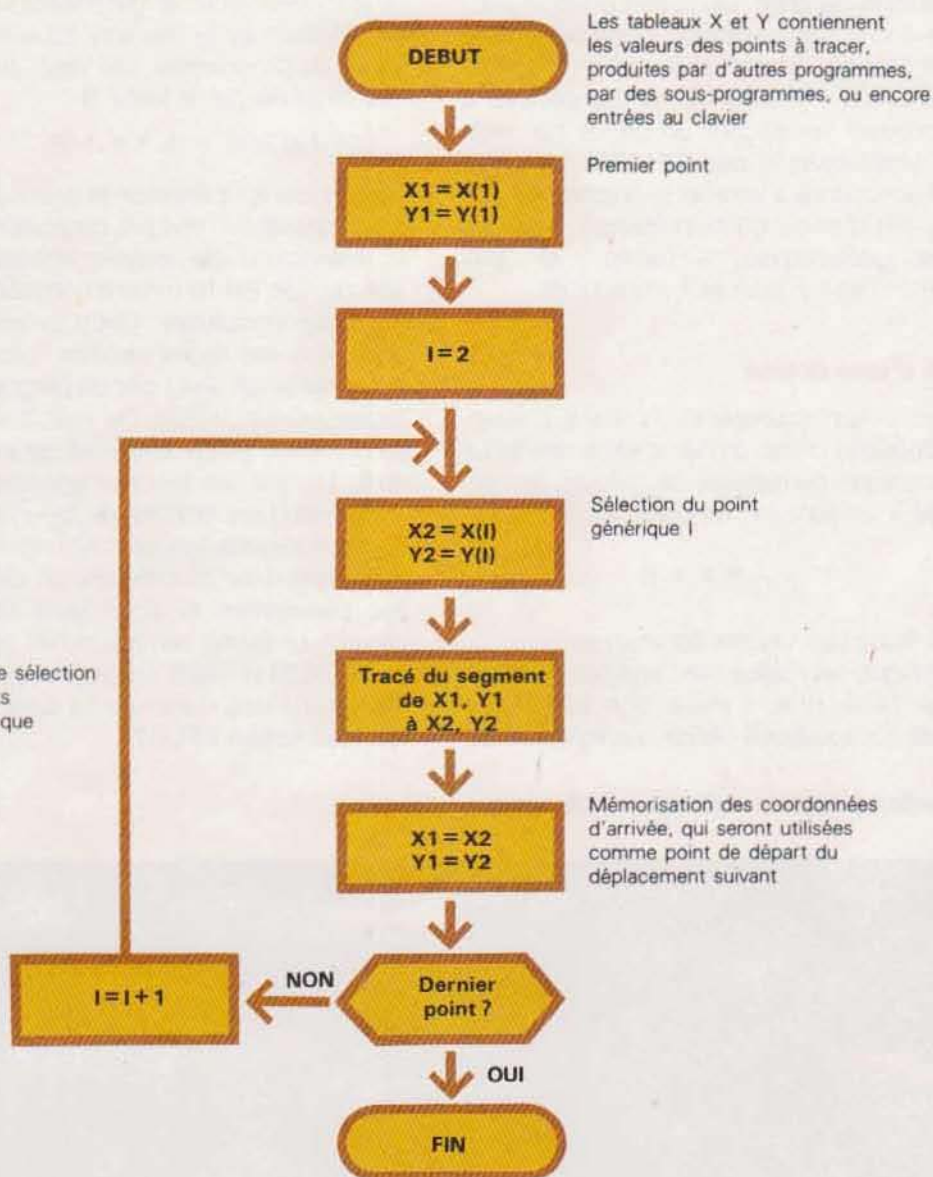 DEBUT
Les tableaux X et Y contiennent
les valeurs des points à tracer,
produites par d'autres programmes,
par des sous-programmes, ou encore
entrées au clavier
X1 = X(1)
Y1 = Y(1)
Premier point
I = 2
X2 = X(I)
Y2 = Y(I)
Sélection du point
générique I
e sélection
s
que
Tracé du segment
de X1, Y1
à X2, Y2
X1 = X2
Y1 = Y2
Mémorisation des coordonnées
d'arrivée, qui seront utilisées
comme point de départ du
déplacement suivant
I = I + 1
NON
Dernier
point ?
OUI
FIN